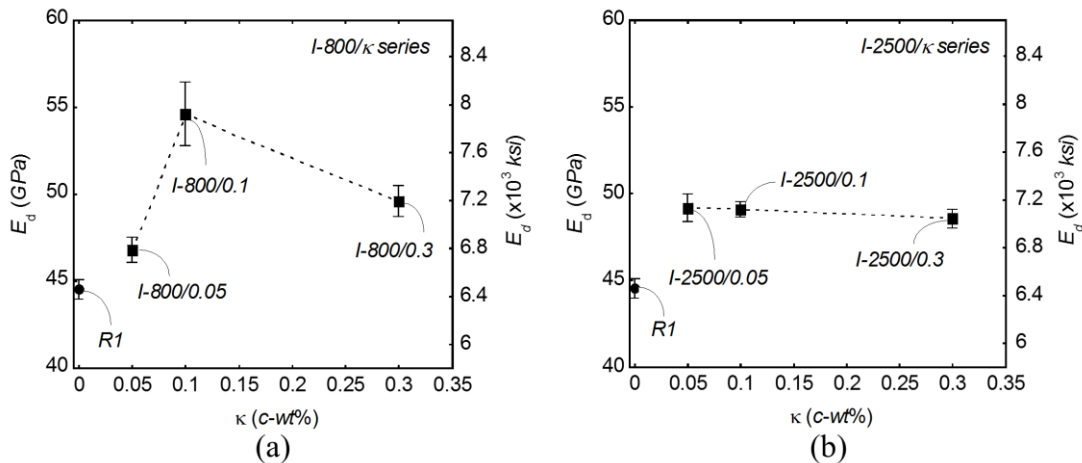 60
55
50
45
40
E_d (GPa)
I-800/κ series
I-800/0.1
I-800/0.3
I-800/0.05
R1
8.4
8
7.6
7.2
6.8
6.4
6
E_d (x10³ ksi)
0 0.05 0.1 0.15 0.2 0.25 0.3 0.35
κ (c-wt%)
(a)
60
55
50
45
40
E_d (GPa)
I-2500/κ series
I-2500/0.1
I-2500/0.05
I-2500/0.3
R1
8.4
8
7.6
7.2
6.8
6.4
6
E_d (x10³ ksi)
0 0.05 0.1 0.15 0.2 0.25 0.3 0.35
κ (c-wt%)
(b)